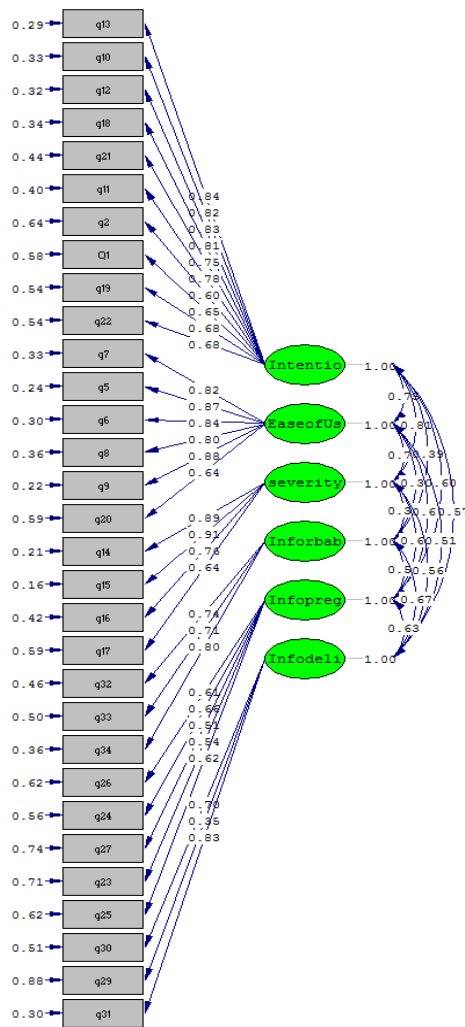 0.29 q13
0.33 q10
0.32 q12
0.34 q18
0.44 q21
0.40 q11
0.64 q2
0.58 Q1
0.54 q19
0.54 q22
0.33 q7
0.24 q5
0.30 q6
0.36 q8
0.22 q9
0.59 q20
0.21 q14
0.16 q15
0.42 q16
0.59 q17
0.46 q32
0.50 q33
0.36 q34
0.62 q26
0.56 q24
0.74 q27
0.71 q23
0.62 q25
0.51 q30
0.88 q29
0.30 q31
0.84
0.82
0.83
0.81
0.75
0.78
0.60
0.65
0.68
0.68
0.82
0.87
0.84
0.80
0.88
0.64
0.89
0.91
0.76
0.64
0.74
0.71
0.80
0.61
0.66
0.51
0.54
0.62
0.70
0.35
0.83
Intentio 1.00
EaseofUs 1.00
severity 1.00
Inforbab 1.00
Infopreg 1.00
Infodeli 1.00
0.81
0.60
0.57
0.51
0.56
0.67
0.63